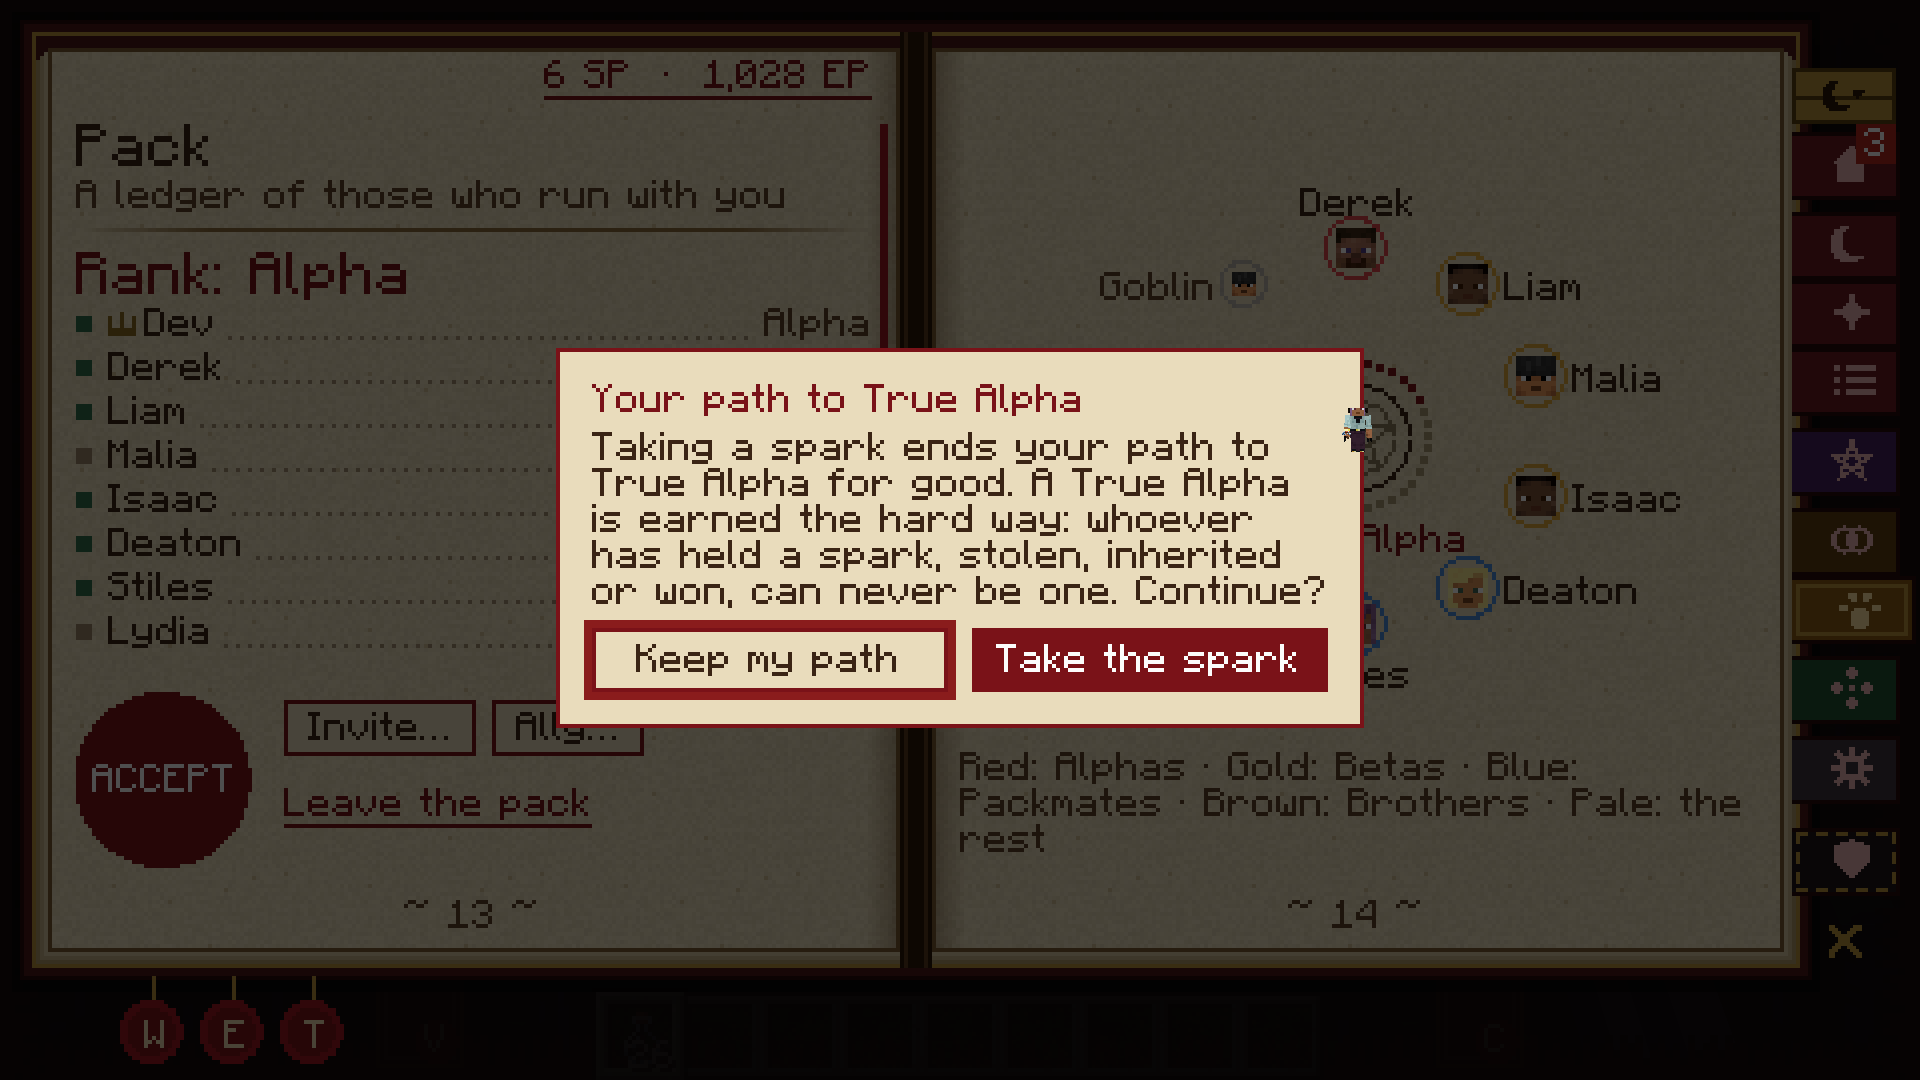 6 SP · 1,028 EP
3
Pack
A ledger of those who run with you
Rank: Alpha
Dev Alpha
Derek
Liam
Malia
Isaac
Deaton
Stiles
Lydia
ACCEPT
Invite...
Ally...
Leave the pack
~ 13 ~
Your path to True Alpha
Taking a spark ends your path to
True Alpha for good. A True Alpha
is earned the hard way: whoever
has held a spark, stolen, inherited
or won, can never be one. Continue?
Keep my path
Take the spark
Derek
Goblin
Liam
Malia
Isaac
Alpha
Deaton
es
Red: Alphas · Gold: Betas · Blue:
Packmates · Brown: Brothers · Pale: the
rest
~ 14 ~
W E T
V
26
C